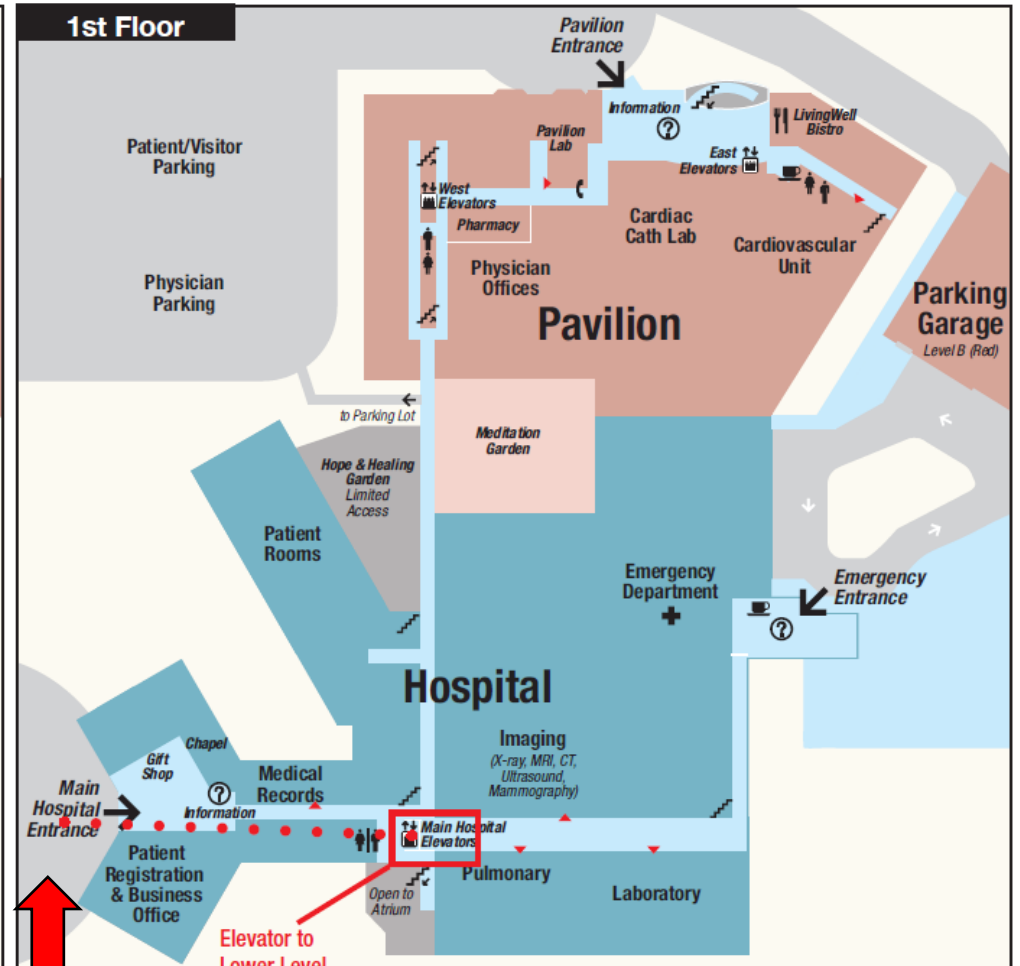 1st Floor
Pavilion
Entrance
Information
?
LivingWell
Bistro
Pavilion
Lab
East
Elevators
Patient/Visitor
Parking
West
Elevators
Pharmacy
Cardiac
Cath Lab
Cardiovascular
Unit
Physician
Offices
Physician
Parking
Pavilion
Parking
Garage
Level B (Red)
to Parking Lot
Meditation
Garden
Hope & Healing
Garden
Limited
Access
Patient
Rooms
Emergency
Department
Emergency
Entrance
?
Hospital
Imaging
(X-ray, MRI, CT,
Ultrasound,
Mammography)
Chapel
Gift
Shop
Medical
Records
?
Information
Main
Hospital
Entrance
Main Hospital
Elevators
Patient
Registration
& Business
Office
Pulmonary
Laboratory
Open to
Atrium
Elevator to
Lower Level